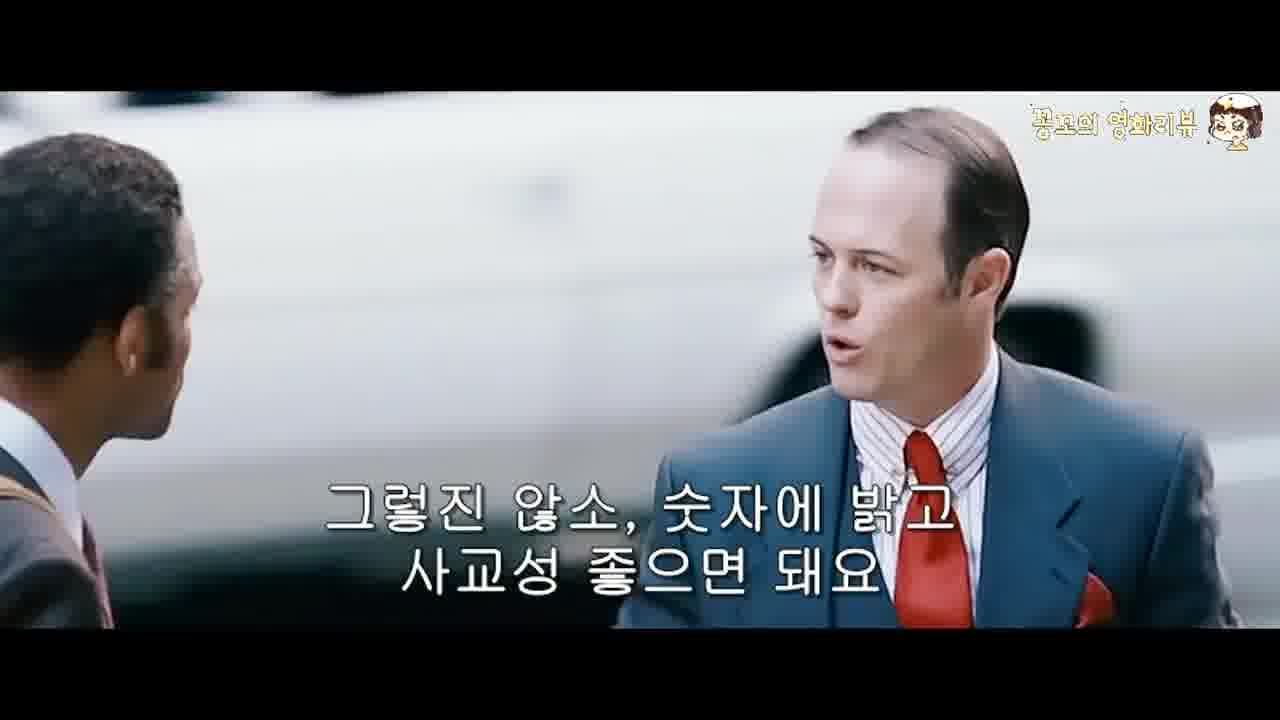 꽁꼬의 영화리뷰
그렇진 않소, 숫자에 밝고
사교성 좋으면 돼요